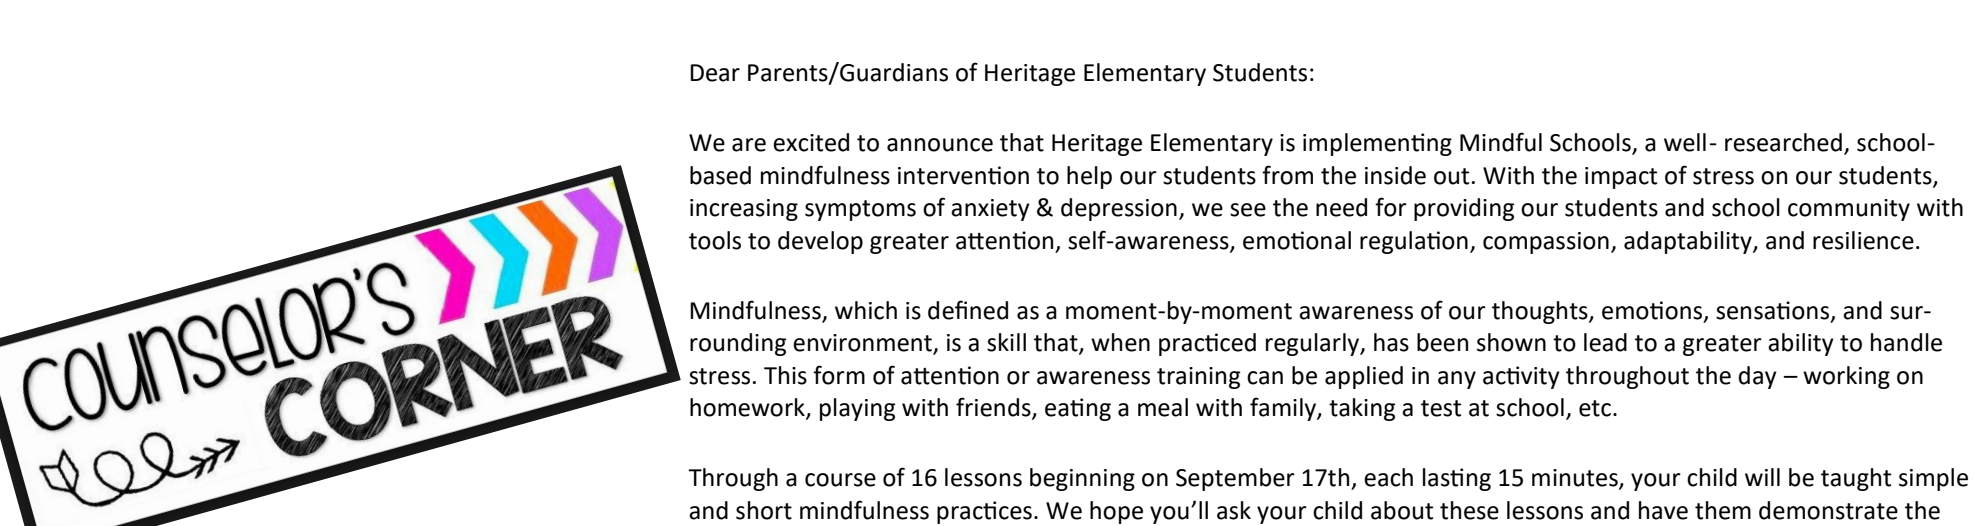 Dear Parents/Guardians of Heritage Elementary Students:
We are excited to announce that Heritage Elementary is implementing Mindful Schools, a well- researched, school-
based mindfulness intervention to help our students from the inside out. With the impact of stress on our students,
increasing symptoms of anxiety & depression, we see the need for providing our students and school community with
tools to develop greater attention, self-awareness, emotional regulation, compassion, adaptability, and resilience.
COUNSELOR'S
CORNER
Mindfulness, which is defined as a moment-by-moment awareness of our thoughts, emotions, sensations, and sur-
rounding environment, is a skill that, when practiced regularly, has been shown to lead to a greater ability to handle
stress. This form of attention or awareness training can be applied in any activity throughout the day – working on
homework, playing with friends, eating a meal with family, taking a test at school, etc.
Through a course of 16 lessons beginning on September 17th, each lasting 15 minutes, your child will be taught simple
and short mindfulness practices. We hope you’ll ask your child about these lessons and have them demonstrate the